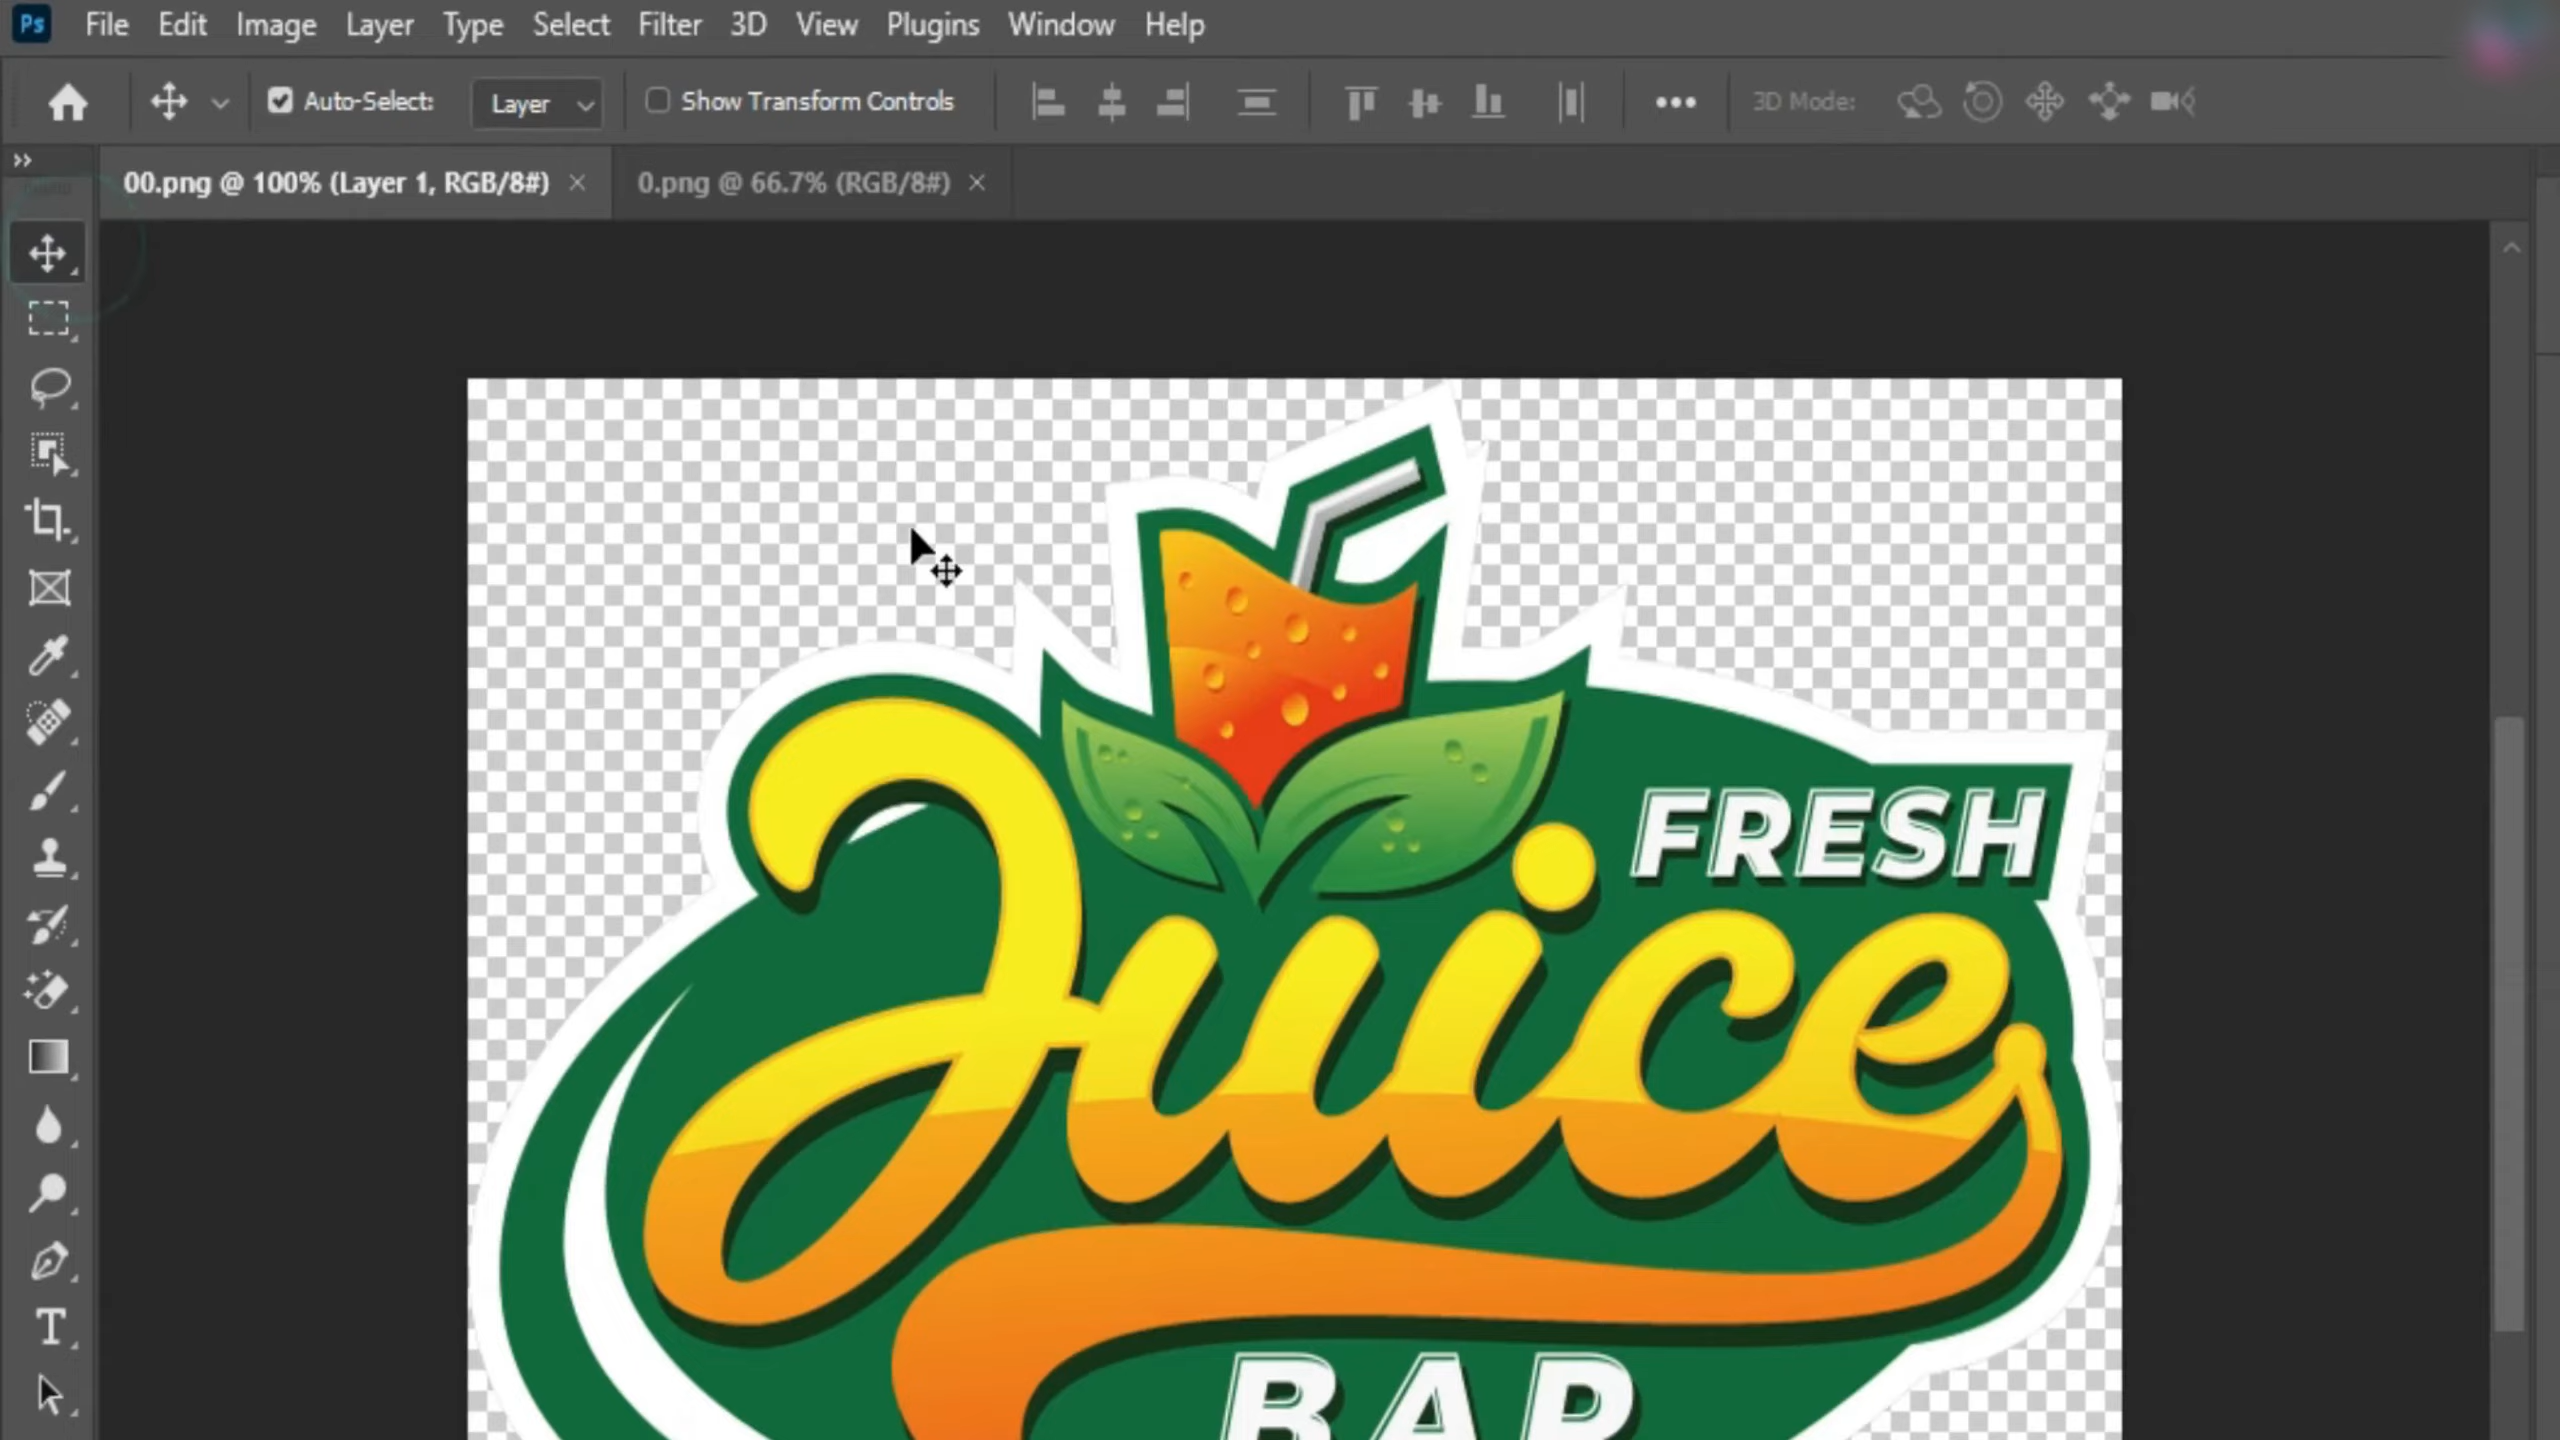 Ps File Edit Image Layer Type Select Filter 3D View Plugins Window Help
Auto-Select: Layer Show Transform Controls 3D Mode:
00.png @ 100% (Layer 1, RGB/8#) × 0.png @ 66.7% (RGB/8#) ×
FRESH
Juice
BAR